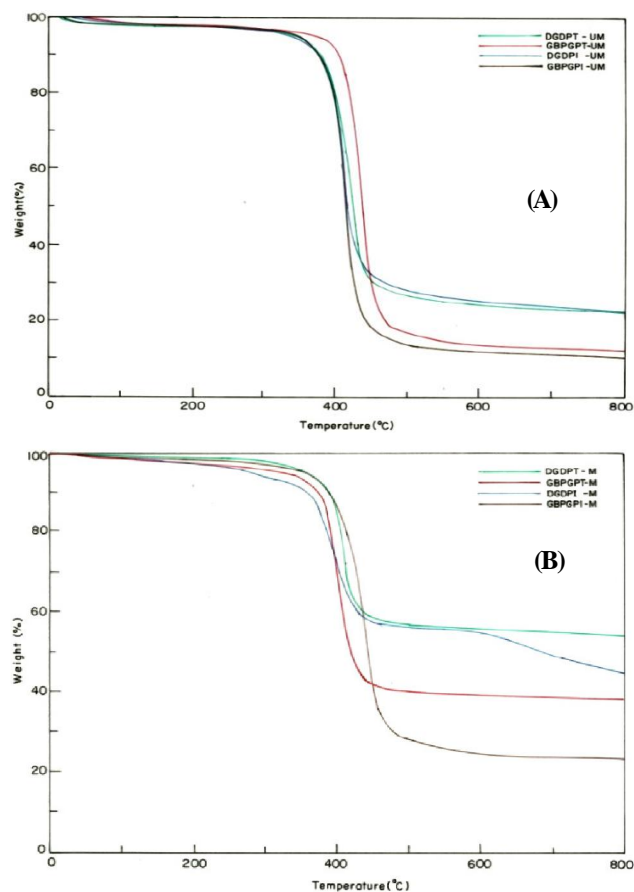 100
80
60
40
20
0
Weight(%)
DGDPT - UM
GBPGPT-UM
DGDPI -UM
GBPGPI-UM
(A)
0 200 400 600 800
Temperature(°C)
100
80
60
40
20
0
Weight (%)
DGDPT - M
GBPGPT-M
DGDPI -M
GBPGPI-M
(B)
0 200 400 600 800
Temperature(°C)